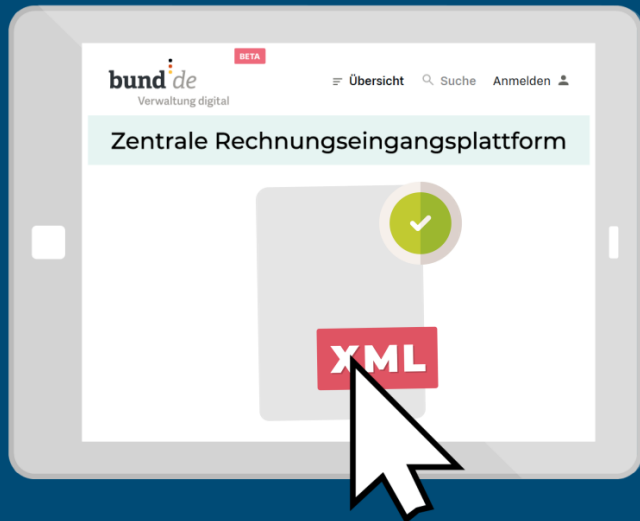 BETA
bund.de
Verwaltung digital
Übersicht Suche Anmelden
Zentrale Rechnungseingangsplattform
XML